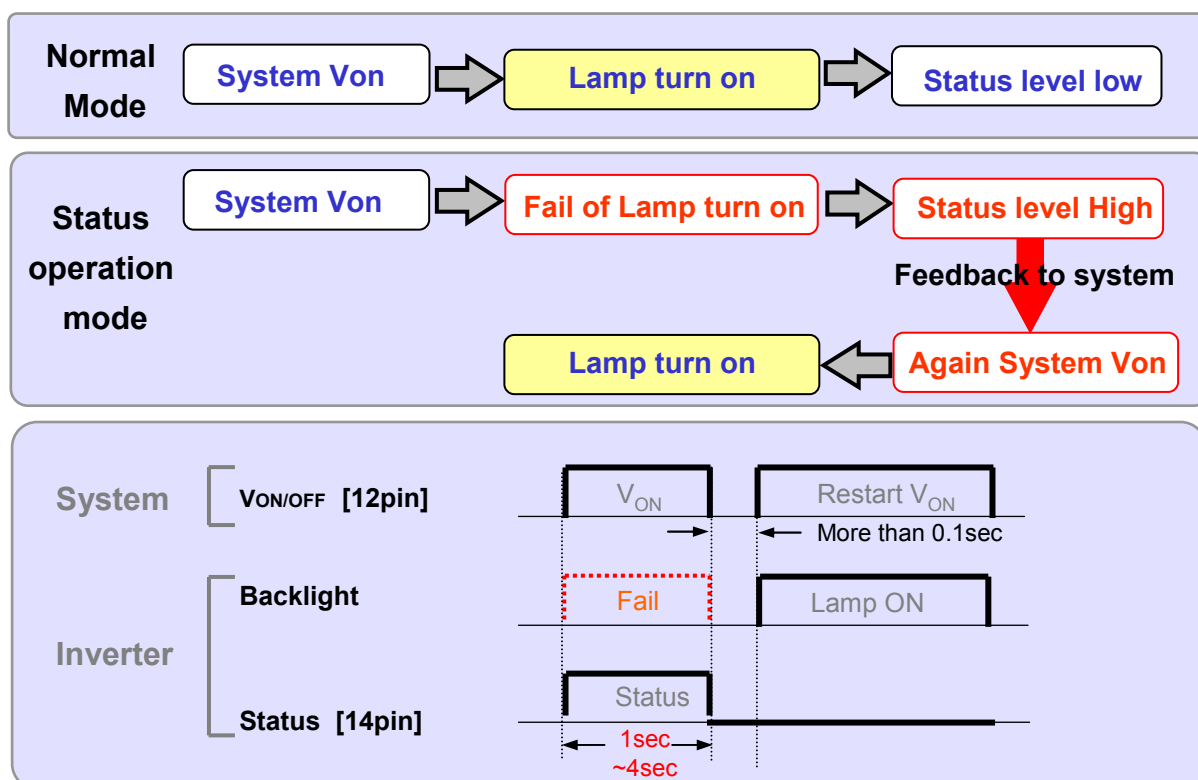 Normal
Mode
System Von
Lamp turn on
Status level low
Status
operation
mode
System Von
Fail of Lamp turn on
Status level High
Feedback to system
Lamp turn on
Again System Von
System
VON/OFF [12pin]
VON
Restart VON
More than 0.1sec
Inverter
Backlight
Fail
Lamp ON
Status [14pin]
Status
1sec
~4sec